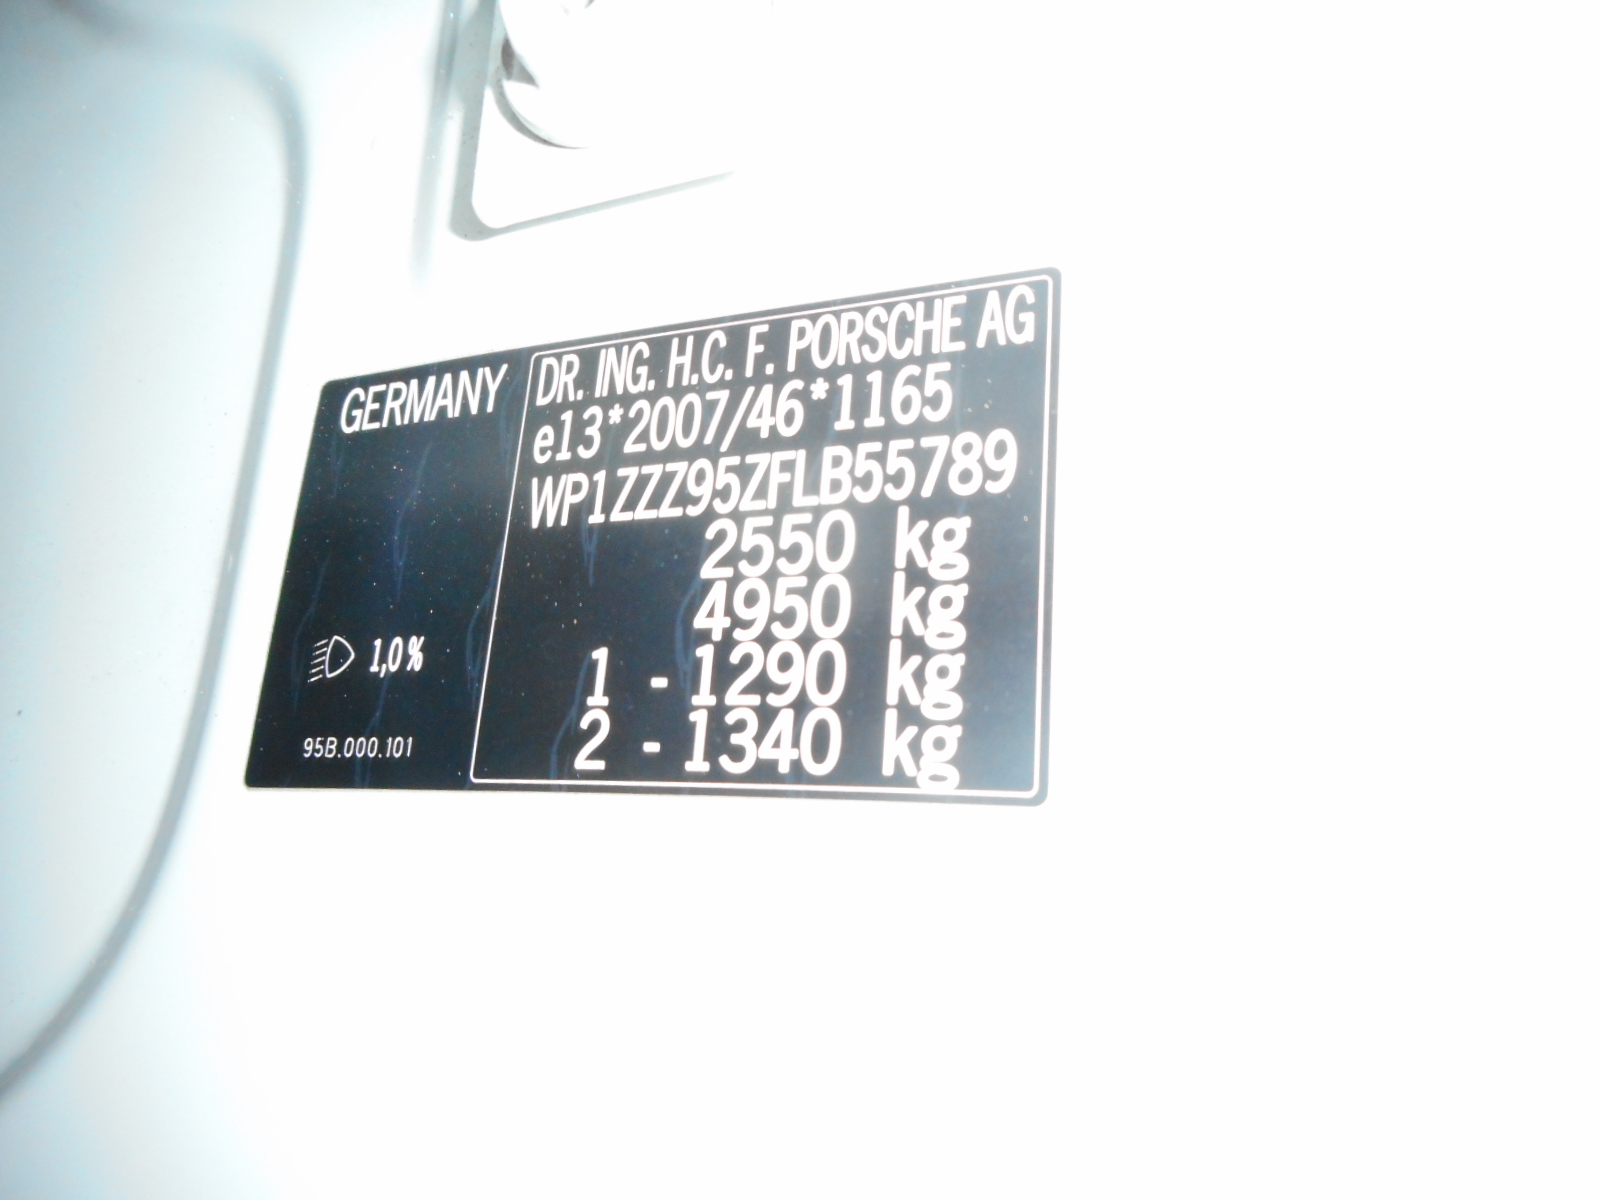 GERMANY
1,0%
95B.000.101
DR. ING. H.C. F. PORSCHE AG
e13*2007/46*1165
WP1ZZZ95ZFLB55789
2550 kg
4950 kg
1 - 1290 kg
2 - 1340 kg